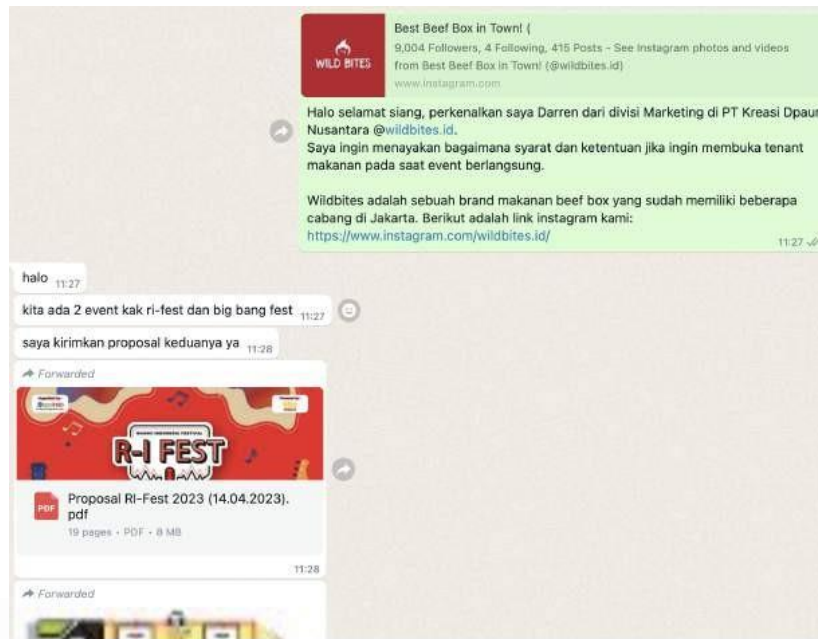 WILD BITES
Best Beef Box in Town! (
9,004 Followers, 4 Following, 415 Posts - See Instagram photos and videos
from Best Beef Box in Town! (@wildbites.id)
www.instagram.com
Halo selamat siang, perkenalkan saya Darren dari divisi Marketing di PT Kreasi Dpaur
Nusantara @wildbites.id.
Saya ingin menayakan bagaimana syarat dan ketentuan jika ingin membuka tenant
makanan pada saat event berlangsung.
Wildbites adalah sebuah brand makanan beef box yang sudah memiliki beberapa
cabang di Jakarta. Berikut adalah link instagram kami:
https://www.instagram.com/wildbites.id/
11:27
halo 11:27
kita ada 2 event kak ri-fest dan big bang fest 11:27
saya kirimkan proposal keduanya ya 11:28
Forwarded
R-I FEST
PDF
Proposal RI-Fest 2023 (14.04.2023).
pdf
19 pages • PDF • 8 MB
11:28
Forwarded